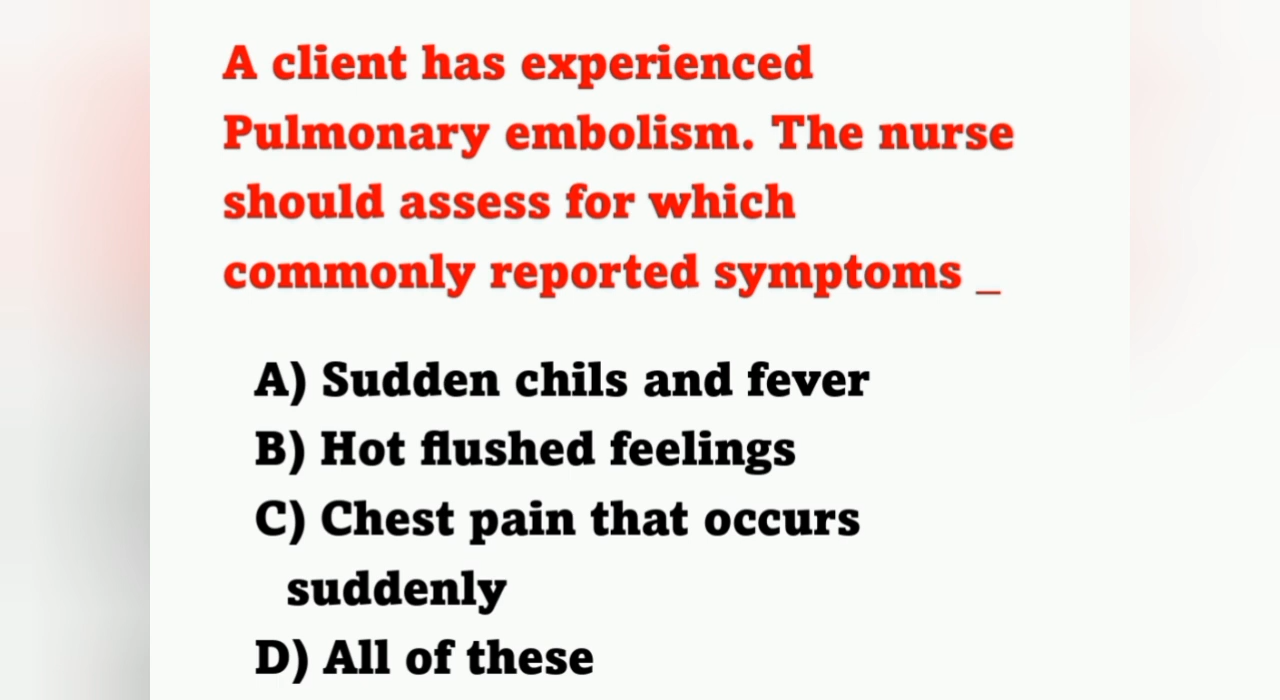 A client has experienced
Pulmonary embolism. The nurse
should assess for which
commonly reported symptoms _
A) Sudden chils and fever
B) Hot flushed feelings
C) Chest pain that occurs
suddenly
D) All of these